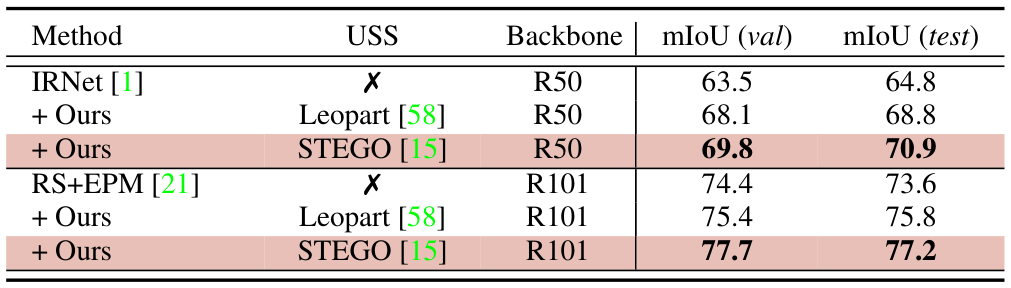 Method USS Backbone mIoU (val) mIoU (test)
IRNet [1] ✗ R50 63.5 64.8
+ Ours Leopart [58] R50 68.1 68.8
+ Ours STEGO [15] R50 69.8 70.9
RS+EPM [21] ✗ R101 74.4 73.6
+ Ours Leopart [58] R101 75.4 75.8
+ Ours STEGO [15] R101 77.7 77.2